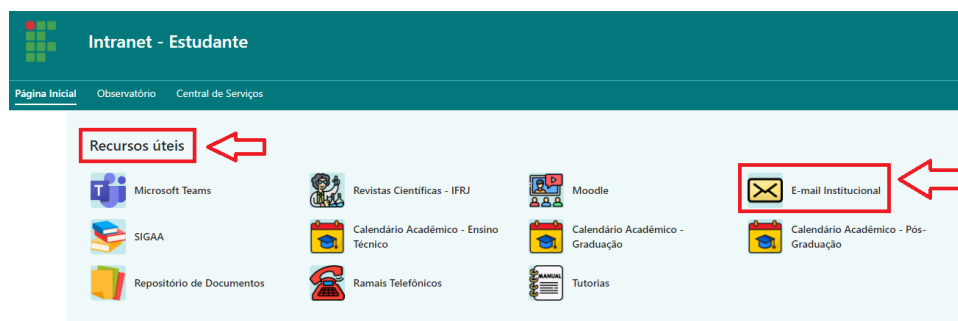 Intranet - Estudante
Página Inicial Observatório Central de Serviços
Recursos úteis
Microsoft Teams Revistas Científicas - IFRJ Moodle E-mail Institucional
SIGAA
Calendário Acadêmico - Ensino
Técnico
Calendário Acadêmico -
Graduação
Calendário Acadêmico - Pós-
Graduação
Repositório de Documentos Ramais Telefônicos MANUAL Tutorias